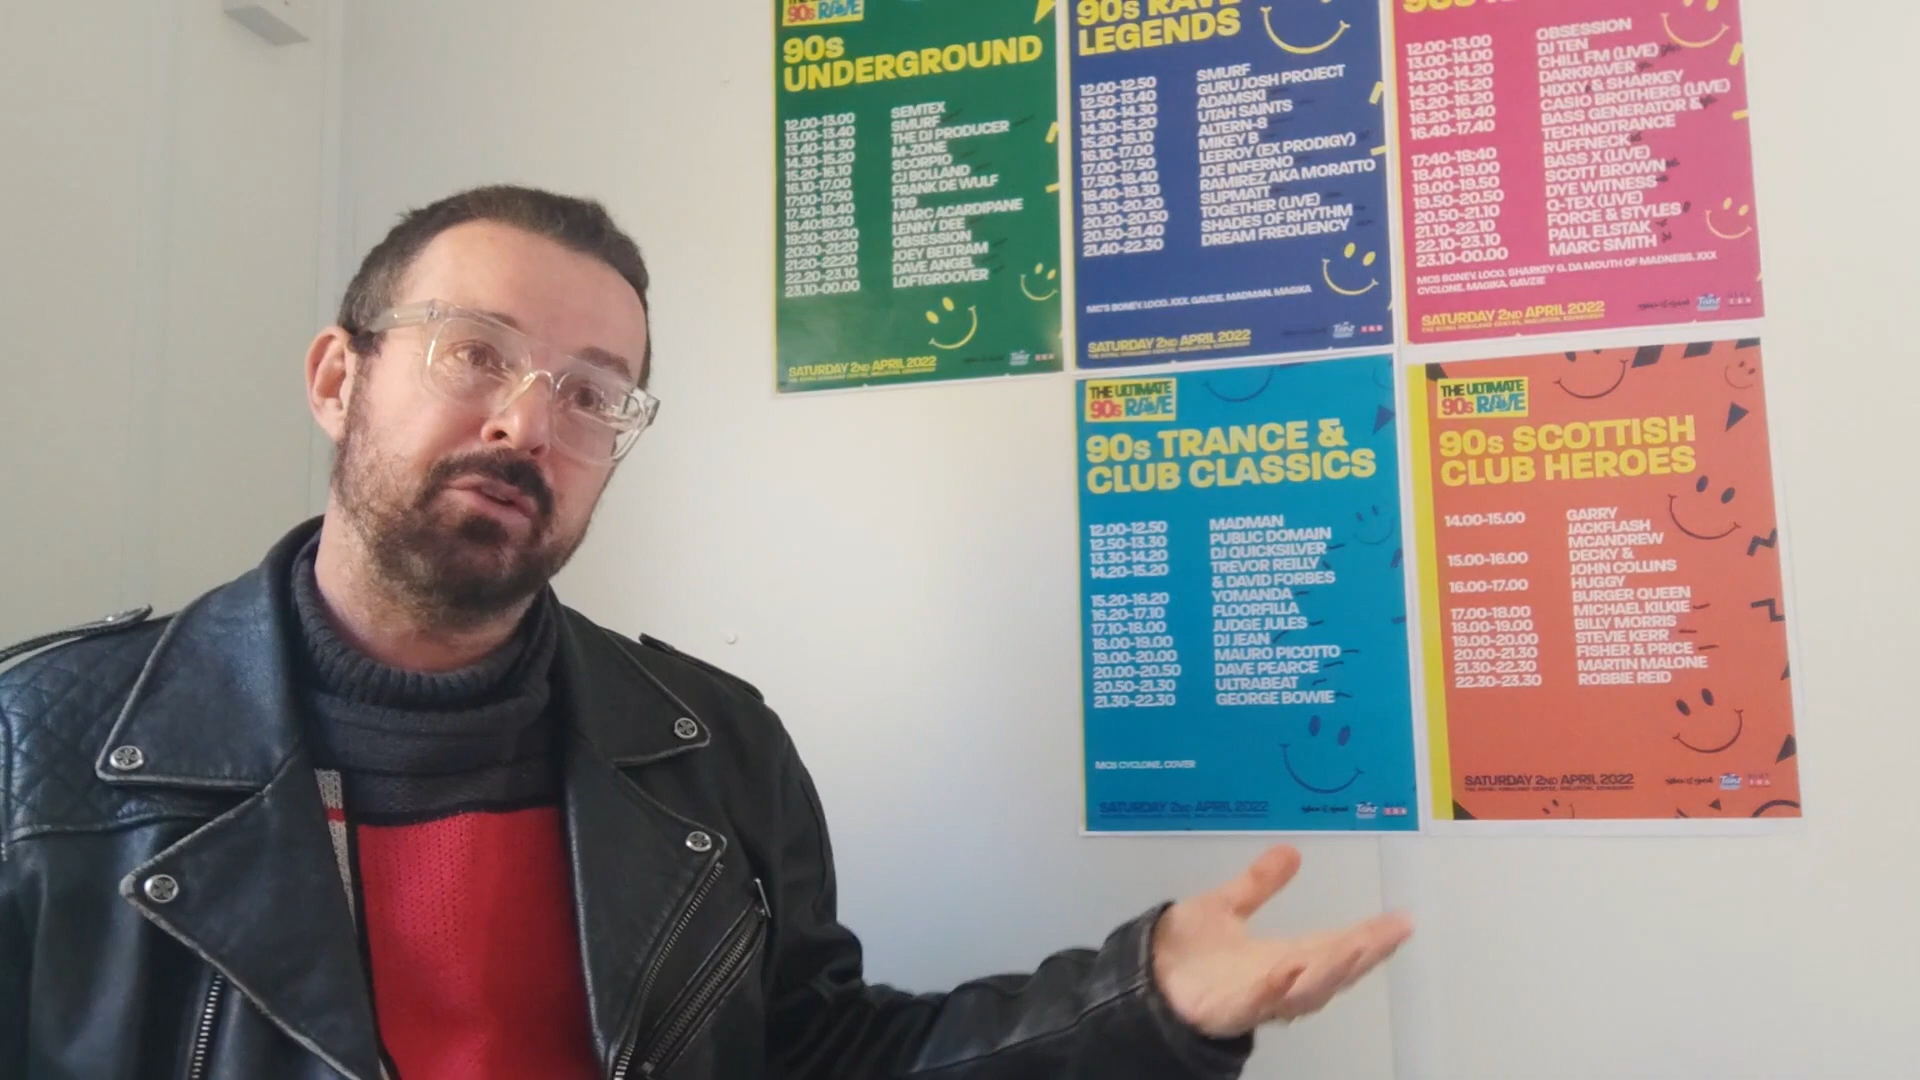 THE ULTIMATE
90s RAVE
90s
UNDERGROUND
12.00-13.00
13.00-13.40
13.40-14.30
14.30-15.20
15.20-16.10
16.10-17.00
17:00-17:50
17.50-18.40
18.40:19:30
19:30-20:30
20:30-21:20
21:20-22:20
22.20-23.10
23.10-00.00
SEMTEX
SMURF
THE DJ PRODUCER
M-ZONE
SCORPIO
CJ BOLLAND
FRANK DE WULF
T99
MARC ACARDIPANE
LENNY DEE
OBSESSION
JOEY BELTRAM
DAVE ANGEL
LOFTGROOVER
SATURDAY 2ND APRIL 2022
90s RAVE
LEGENDS
12.00-12.50
12.50-13.40
13.40-14.30
14.30-15.20
15.20-16.10
16.10-17.00
17.00-17.50
17.50-18.40
18.40-19.30
19.30-20.20
20.20-20.50
20.50-21.40
21.40-22.30
SMURF
GURU JOSH PROJECT
ADAMSKI
UTAH SAINTS
ALTERN-8
MIKEY B
LEEROY (EX PRODIGY)
JOE INFERNO
RAMIREZ AKA MORATTO
SLIPMATT
TOGETHER (LIVE)
SHADES OF RHYTHM
DREAM FREQUENCY
MC'S BONEY, LOCO, XXX, GAVZIE, MADMAN, MAGIKA
SATURDAY 2ND APRIL 2022
12.00-13.00
13.00-14.00
14:00-14.20
14.20-15.20
15.20-16.20
16.20-16.40
16.40-17.40
17:40-18:40
18.40-19.00
19.00-19.50
19.50-20.50
20.50-21.10
21.10-22.10
22.10-23.10
23.10-00.00
OBSESSION
DJ TEN
CHILL FM (LIVE)
DARKRAVER
HIXXY & SHARKEY
CASIO BROTHERS (LIVE)
BASS GENERATOR &
TECHNOTRANCE
RUFFNECK
BASS X (LIVE)
SCOTT BROWN
DYE WITNESS
Q-TEX (LIVE)
FORCE & STYLES
PAUL ELSTAK
MARC SMITH
MCS BONEY, LOCO, SHARKEY G, DA MOUTH OF MADNESS, XXX
CYCLONE, MAGIKA, GAVZIE
SATURDAY 2ND APRIL 2022
THE ULTIMATE
90s RAVE
90s TRANCE &
CLUB CLASSICS
12.00-12.50
12.50-13.30
13.30-14.20
14.20-15.20
15.20-16.20
16.20-17.10
17.10-18.00
18.00-19.00
19.00-20.00
20.00-20.50
20.50-21.30
21.30-22.30
MADMAN
PUBLIC DOMAIN
DJ QUICKSILVER
TREVOR REILLY
& DAVID FORBES
YOMANDA
FLOORFILLA
JUDGE JULES
DJ JEAN
MAURO PICOTTO
DAVE PEARCE
ULTRABEAT
GEORGE BOWIE
MCS CYCLONE, COVER
SATURDAY 2ND APRIL 2022
THE ULTIMATE
90s RAVE
90s SCOTTISH
CLUB HEROES
14.00-15.00
15.00-16.00
16.00-17.00
17.00-18.00
18.00-19.00
19.00-20.00
20.00-21.30
21.30-22.30
22.30-23.30
GARRY
JACKFLASH
MCANDREW
DECKY &
JOHN COLLINS
HUGGY
BURGER QUEEN
MICHAEL KILKIE
BILLY MORRIS
STEVIE KERR
FISHER & PRICE
MARTIN MALONE
ROBBIE REID
SATURDAY 2ND APRIL 2022